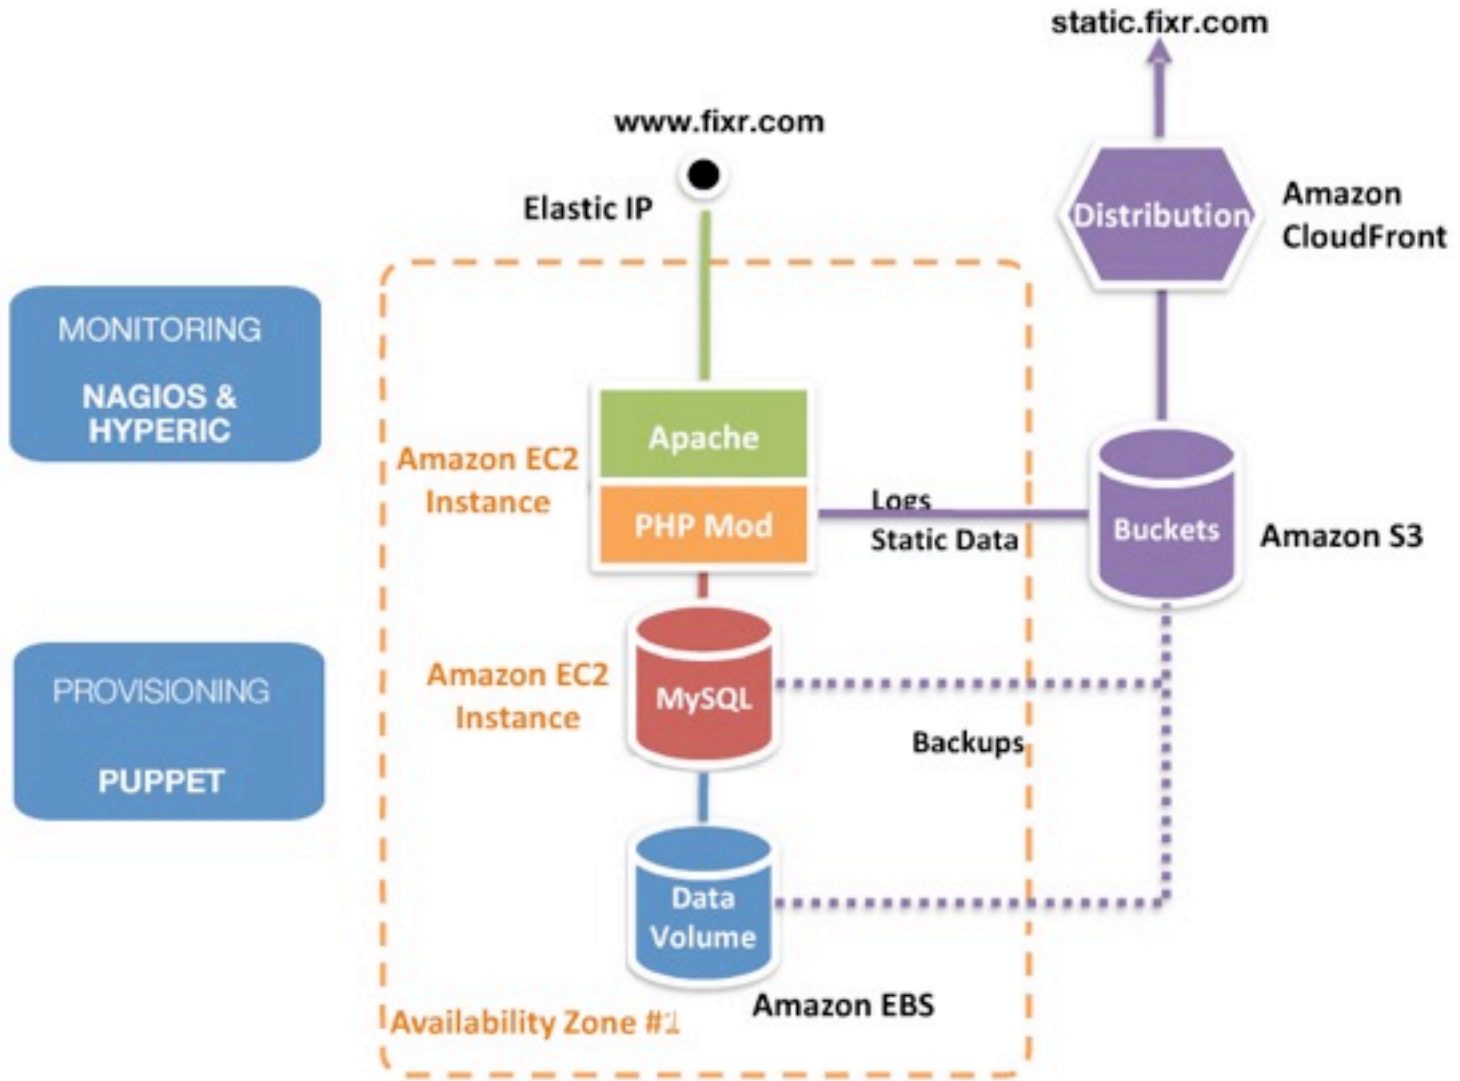 static.fixr.com
www.fixr.com
Elastic IP
Distribution
Amazon
CloudFront
MONITORING
NAGIOS &
HYPERIC
Apache
Amazon EC2
Instance
PHP Mod
Logs
Static Data
Buckets
Amazon S3
PROVISIONING
PUPPET
Amazon EC2
Instance
MySQL
Backups
Data
Volume
Amazon EBS
Availability Zone #1